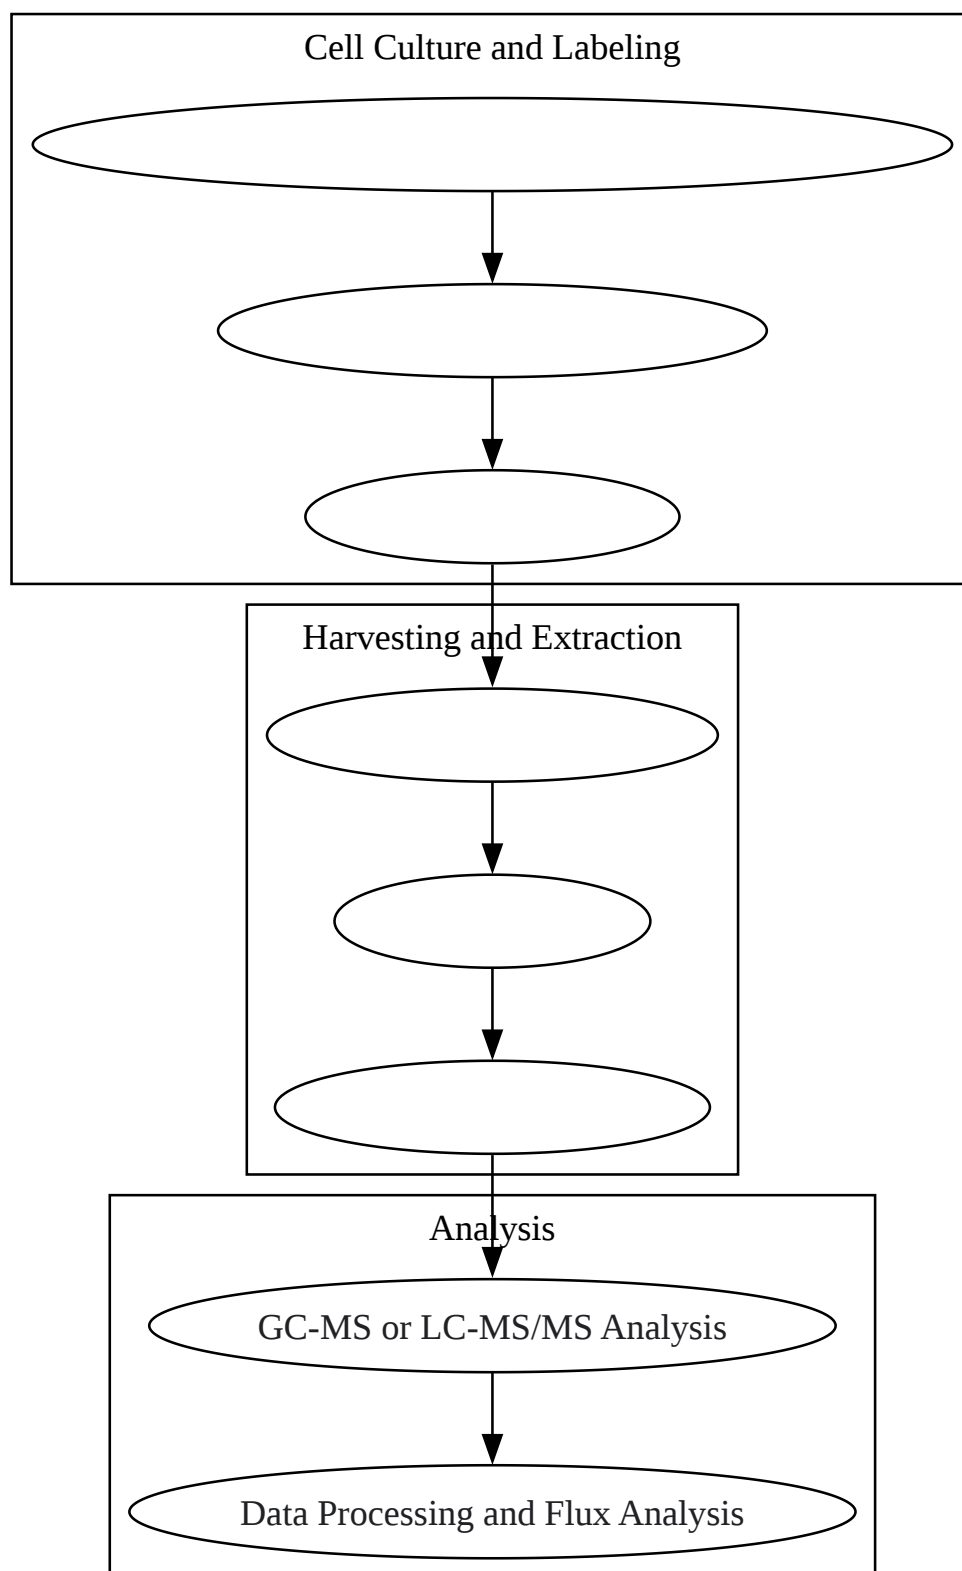 Cell Culture and Labeling
Harvesting and Extraction
Analysis
GC-MS or LC-MS/MS Analysis
Data Processing and Flux Analysis